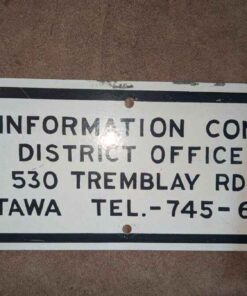 INFORMATION CON
DISTRICT OFFICE
530 TREMBLAY RD
TAWA TEL.-745-6